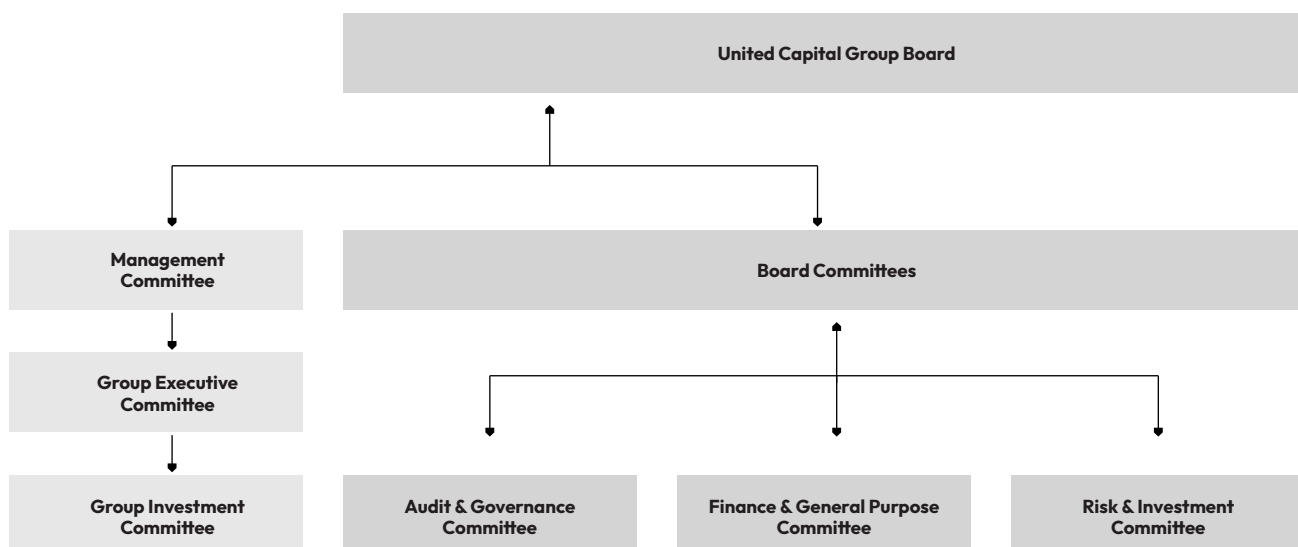 United Capital Group Board
Management
Committee
Board Committees
Group Executive
Committee
Group Investment
Committee
Audit & Governance
Committee
Finance & General Purpose
Committee
Risk & Investment
Committee